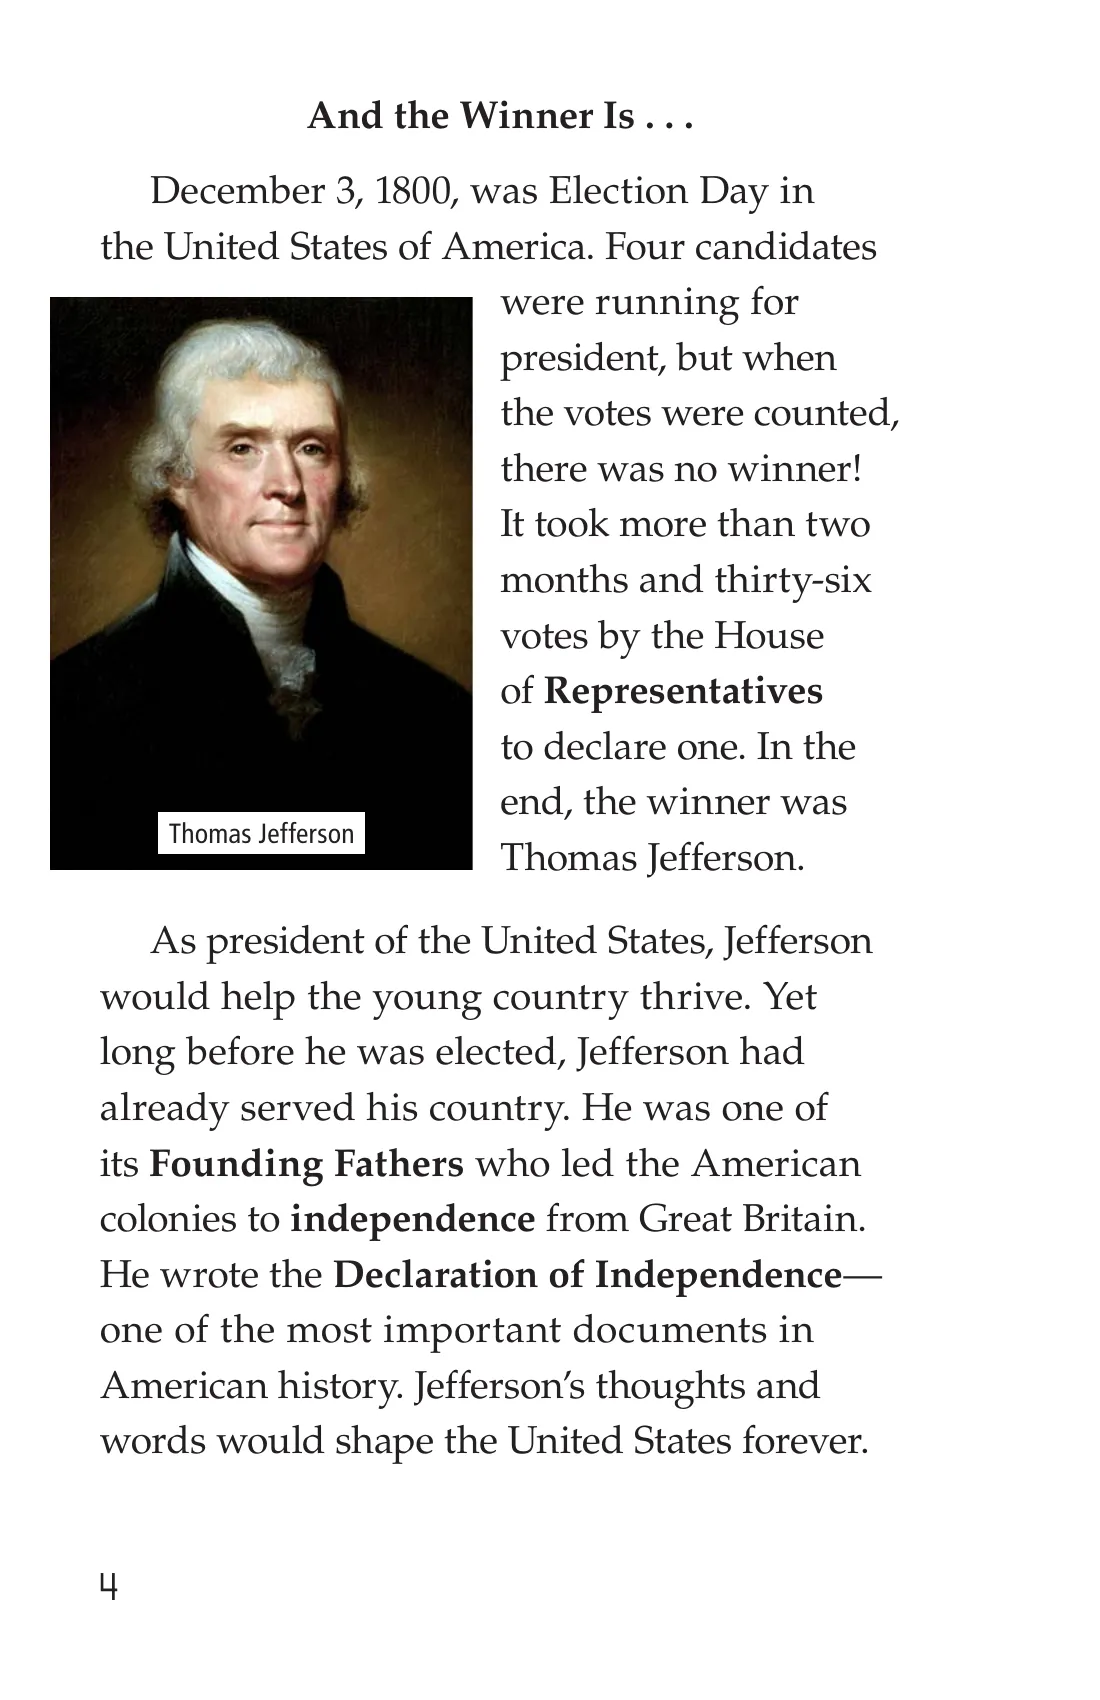 And the Winner Is . . .
December 3, 1800, was Election Day in
the United States of America. Four candidates
were running for
president, but when
the votes were counted,
there was no winner!
It took more than two
months and thirty-six
votes by the House
of Representatives
to declare one. In the
end, the winner was
Thomas Jefferson.
Thomas Jefferson
As president of the United States, Jefferson
would help the young country thrive. Yet
long before he was elected, Jefferson had
already served his country. He was one of
its Founding Fathers who led the American
colonies to independence from Great Britain.
He wrote the Declaration of Independence—
one of the most important documents in
American history. Jefferson’s thoughts and
words would shape the United States forever.
4